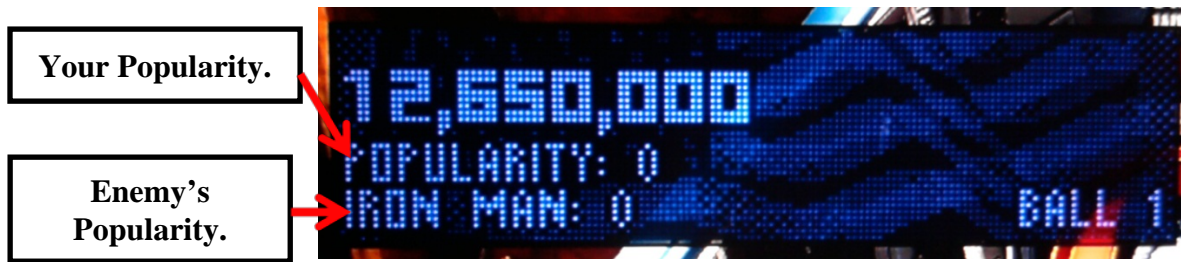 Your Popularity.
12,650,000
POPULARITY: 0
Enemy's
Popularity.
IRON MAN: 0
BALL 1